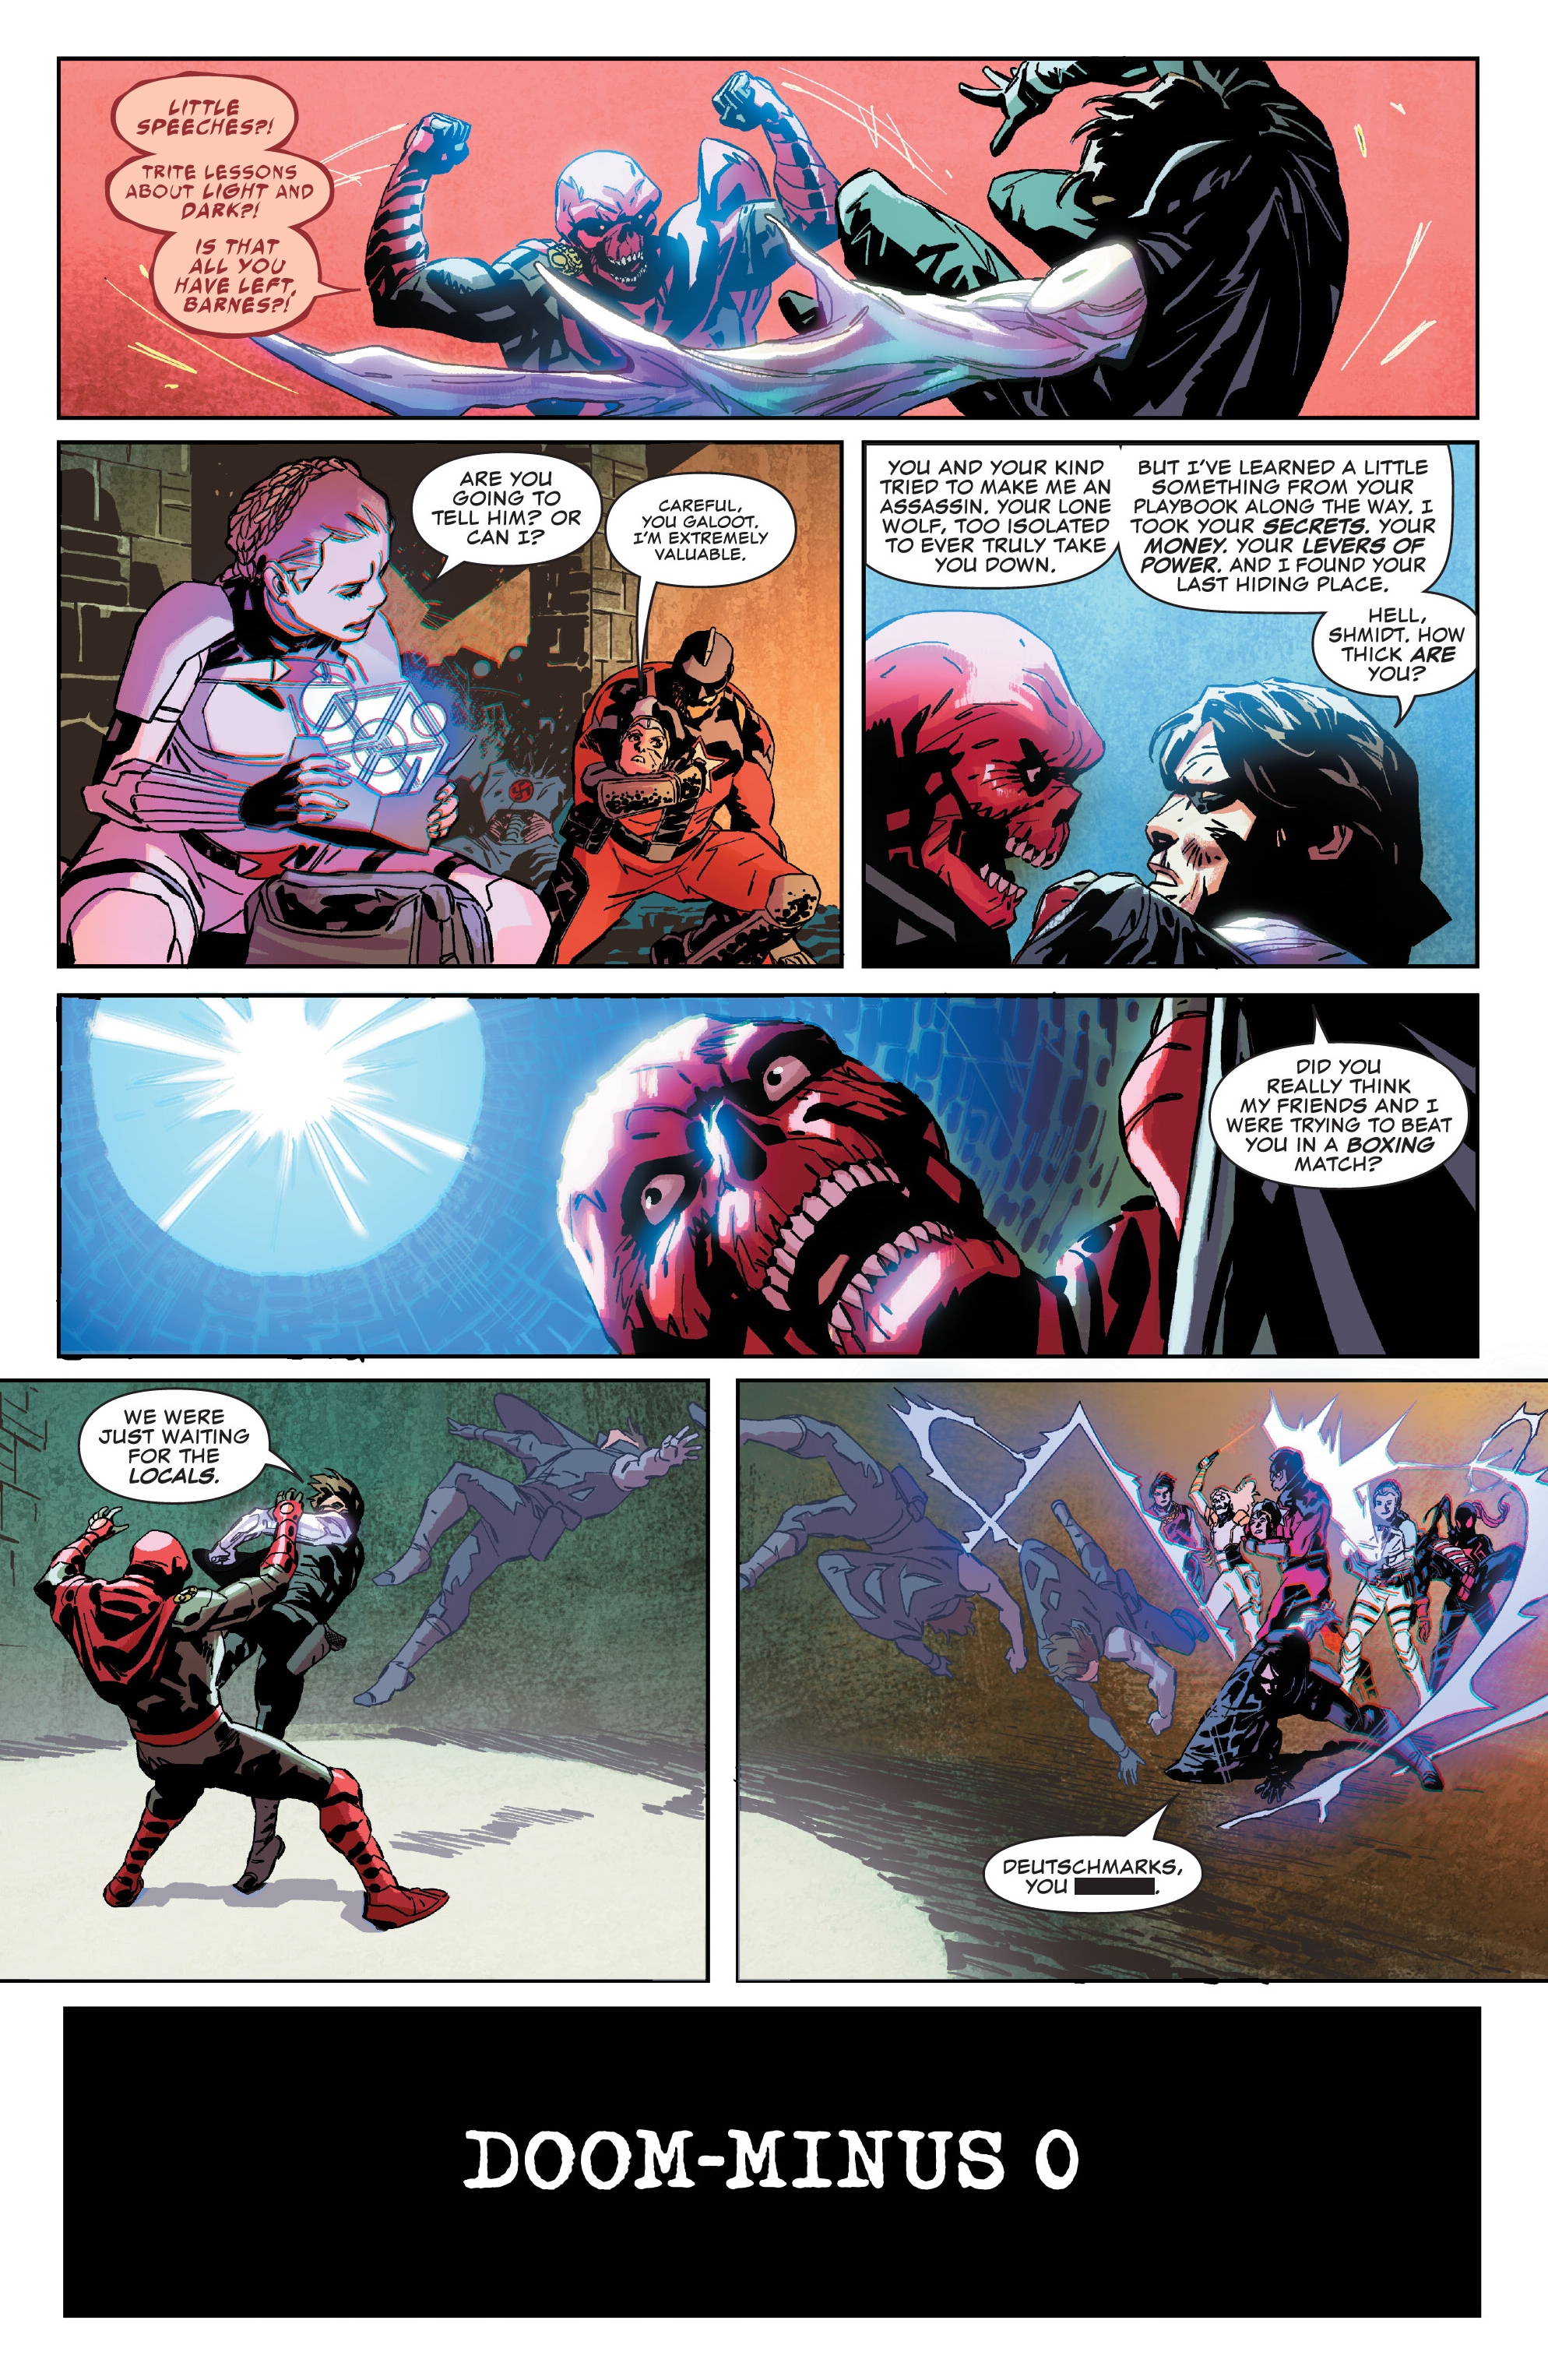 LITTLE
SPEECHES?!
TRITE LESSONS
ABOUT LIGHT AND
DARK?!
IS THAT
ALL YOU
HAVE LEFT,
BARNES?!
ARE YOU
GOING TO
TELL HIM? OR
CAN I?
CAREFUL,
YOU GALOOT.
I'M EXTREMELY
VALUABLE.
YOU AND YOUR KIND
TRIED TO MAKE ME AN
ASSASSIN. YOUR LONE
WOLF, TOO ISOLATED
TO EVER TRULY TAKE
YOU DOWN.
BUT I'VE LEARNED A LITTLE
SOMETHING FROM YOUR
PLAYBOOK ALONG THE WAY. I
TOOK YOUR SECRETS. YOUR
MONEY. YOUR LEVERS OF
POWER. AND I FOUND YOUR
LAST HIDING PLACE.
HELL,
SHMIDT. HOW
THICK ARE
YOU?
DID YOU
REALLY THINK
MY FRIENDS AND I
WERE TRYING TO BEAT
YOU IN A BOXING
MATCH?
WE WERE
JUST WAITING
FOR THE
LOCALS.
DEUTSCHMARKS,
YOU .
DOOM-MINUS 0